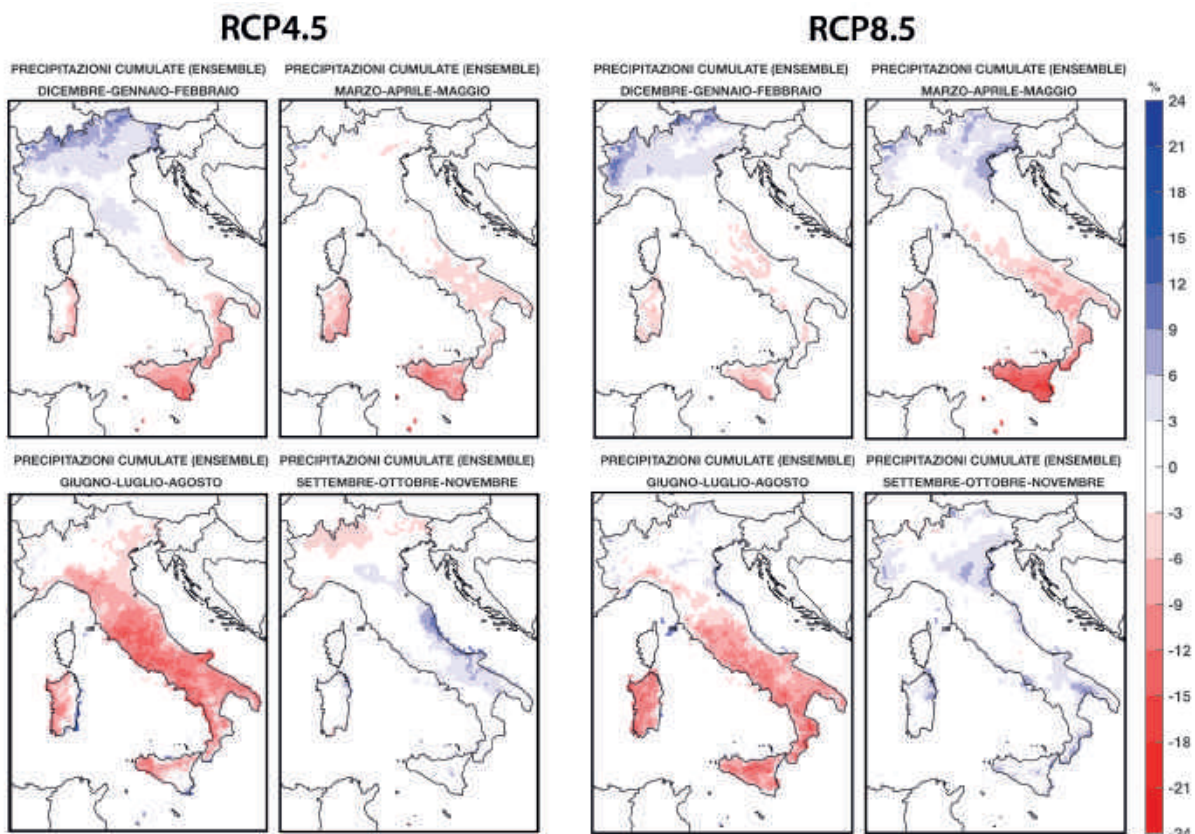 RCP4.5
RCP8.5
PRECIPITAZIONI CUMULATE (ENSEMBLE)
DICEMBRE-GENNAIO-FEBBRAIO
PRECIPITAZIONI CUMULATE (ENSEMBLE)
MARZO-APRILE-MAGGIO
PRECIPITAZIONI CUMULATE (ENSEMBLE)
DICEMBRE-GENNAIO-FEBBRAIO
PRECIPITAZIONI CUMULATE (ENSEMBLE)
MARZO-APRILE-MAGGIO
PRECIPITAZIONI CUMULATE (ENSEMBLE)
GIUGNO-LUGLIO-AGOSTO
PRECIPITAZIONI CUMULATE (ENSEMBLE)
SETTEMBRE-OTTOBRE-NOVEMBRE
PRECIPITAZIONI CUMULATE (ENSEMBLE)
GIUGNO-LUGLIO-AGOSTO
PRECIPITAZIONI CUMULATE (ENSEMBLE)
SETTEMBRE-OTTOBRE-NOVEMBRE
%
24
21
18
15
12
9
6
3
0
-3
-6
-9
-12
-15
-18
-21
-24